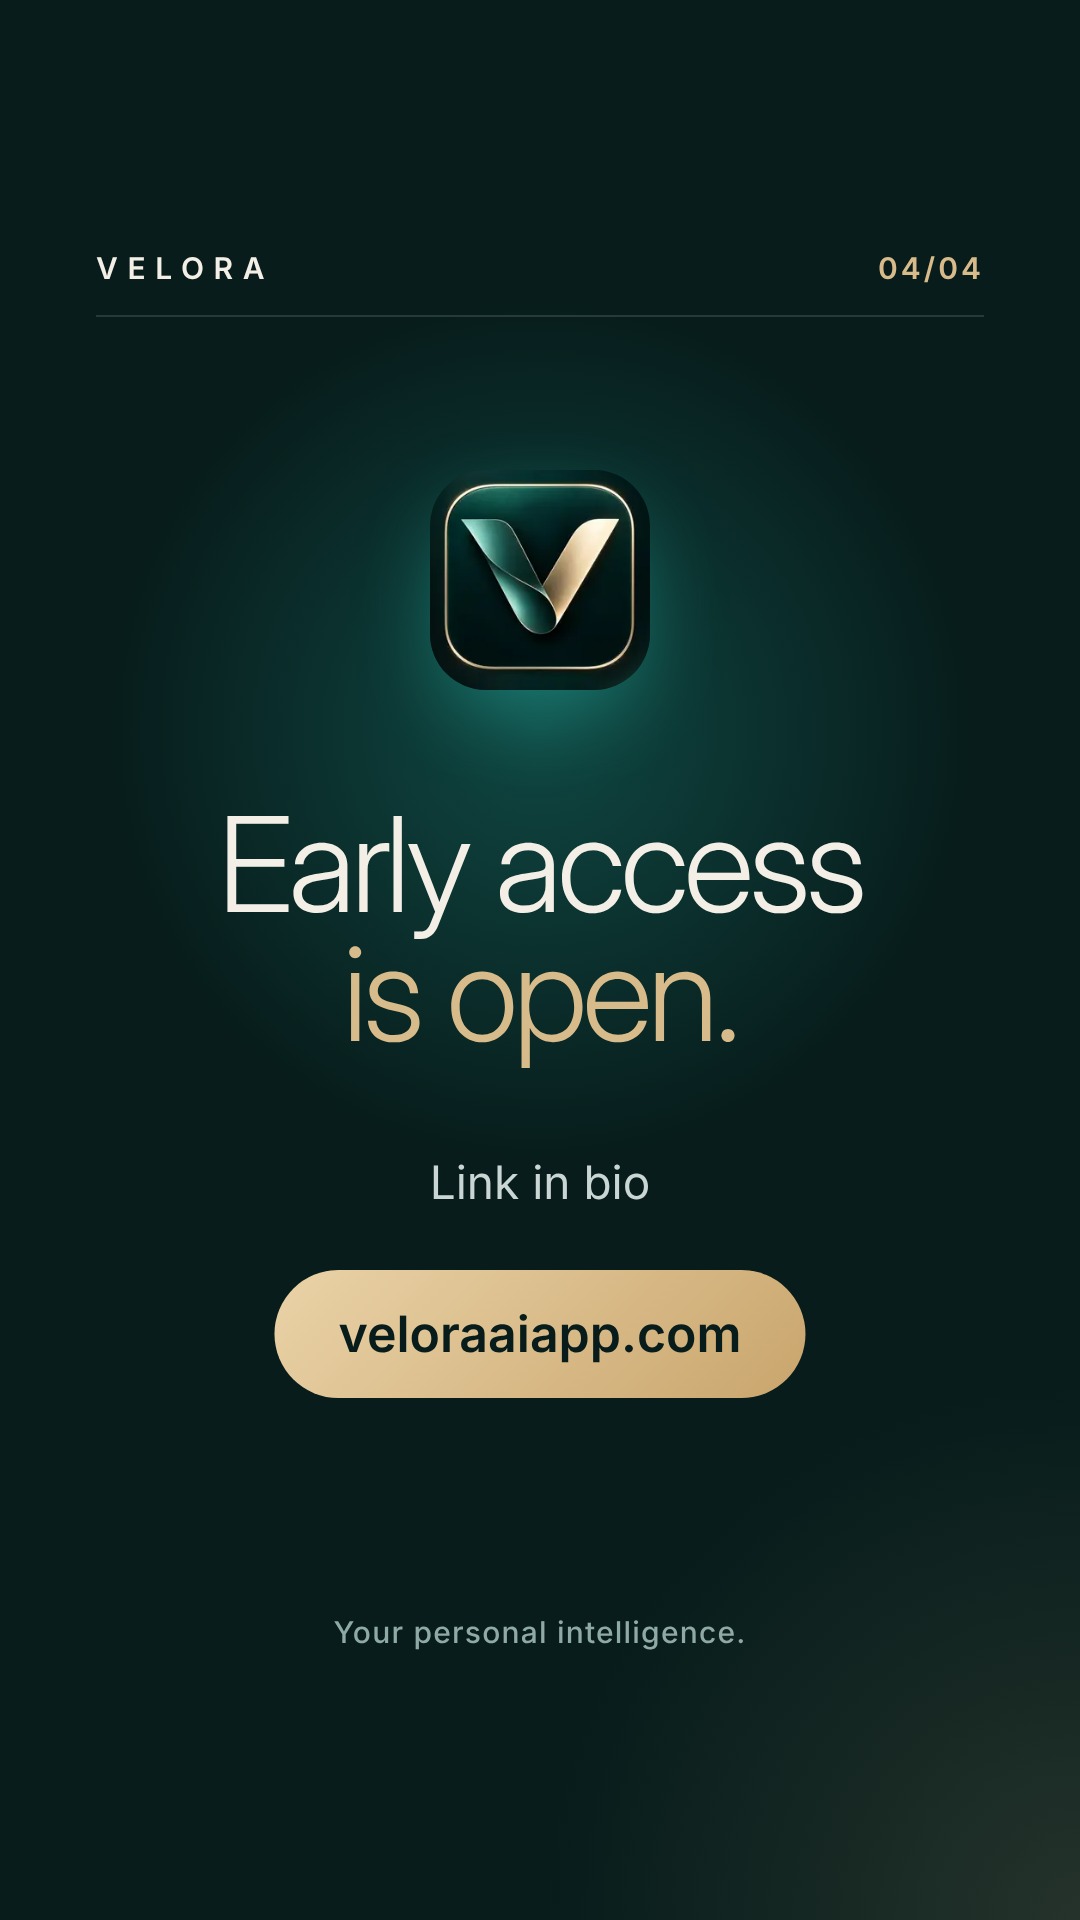 VELORA
04/04
Early access
is open.
Link in bio
veloraaiapp.com
Your personal intelligence.